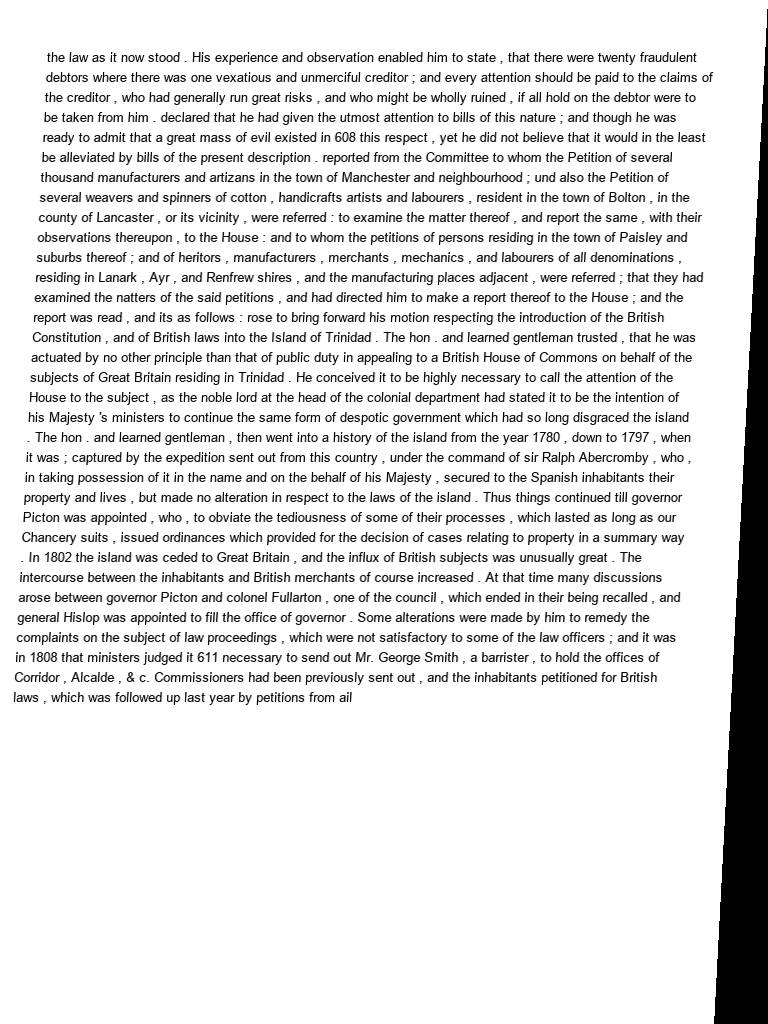 the law as it now stood . His experience and observation enabled him to state , that there were twenty fraudulent
debtors where there was one vexatious and unmerciful creditor ; and every attention should be paid to the claims of
the creditor , who had generally run great risks , and who might be wholly ruined , if all hold on the debtor were to
be taken from him . declared that he had given the utmost attention to bills of this nature ; and though he was
ready to admit that a great mass of evil existed in 608 this respect , yet he did not believe that it would in the least
be alleviated by bills of the present description . reported from the Committee to whom the Petition of several
thousand manufacturers and artizans in the town of Manchester and neighbourhood ; und also the Petition of
several weavers and spinners of cotton , handicrafts artists and labourers , resident in the town of Bolton , in the
county of Lancaster , or its vicinity , were referred : to examine the matter thereof , and report the same , with their
observations thereupon , to the House : and to whom the petitions of persons residing in the town of Paisley and
suburbs thereof ; and of heritors , manufacturers , merchants , mechanics , and labourers of all denominations ,
residing in Lanark , Ayr , and Renfrew shires , and the manufacturing places adjacent , were referred ; that they had
examined the natters of the said petitions , and had directed him to make a report thereof to the House ; and the
report was read , and its as follows : rose to bring forward his motion respecting the introduction of the British
Constitution , and of British laws into the Island of Trinidad . The hon . and learned gentleman trusted , that he was
actuated by no other principle than that of public duty in appealing to a British House of Commons on behalf of the
subjects of Great Britain residing in Trinidad . He conceived it to be highly necessary to call the attention of the
House to the subject , as the noble lord at the head of the colonial department had stated it to be the intention of
his Majesty 's ministers to continue the same form of despotic government which had so long disgraced the island
. The hon . and learned gentleman , then went into a history of the island from the year 1780 , down to 1797 , when
it was ; captured by the expedition sent out from this country , under the command of sir Ralph Abercromby , who ,
in taking possession of it in the name and on the behalf of his Majesty , secured to the Spanish inhabitants their
property and lives , but made no alteration in respect to the laws of the island . Thus things continued till governor
Picton was appointed , who , to obviate the tediousness of some of their processes , which lasted as long as our
Chancery suits , issued ordinances which provided for the decision of cases relating to property in a summary way
. In 1802 the island was ceded to Great Britain , and the influx of British subjects was unusually great . The
intercourse between the inhabitants and British merchants of course increased . At that time many discussions
arose between governor Picton and colonel Fullarton , one of the council , which ended in their being recalled , and
general Hislop was appointed to fill the office of governor . Some alterations were made by him to remedy the
complaints on the subject of law proceedings , which were not satisfactory to some of the law officers ; and it was
in 1808 that ministers judged it 611 necessary to send out Mr. George Smith , a barrister , to hold the offices of
Corridor , Alcalde , & c. Commissioners had been previously sent out , and the inhabitants petitioned for British
laws , which was followed up last year by petitions from ail